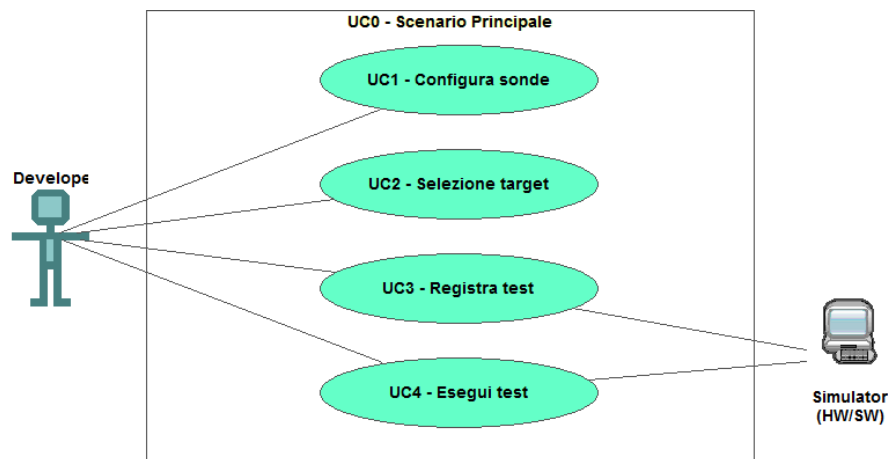 UC0 - Scenario Principale
UC1 - Configura sonde
Develope
UC2 - Selezione target
UC3 - Registra test
UC4 - Esegui test
Simulator
(HW/SW)